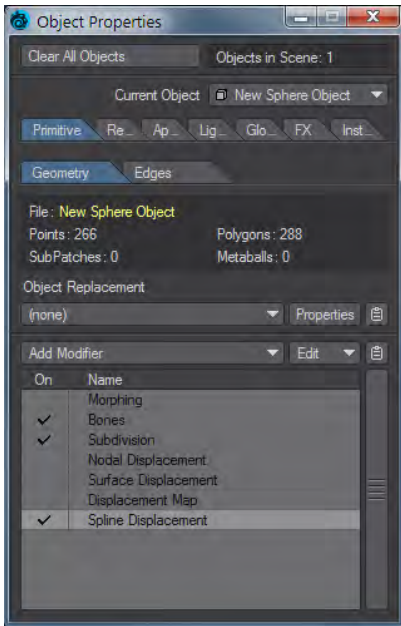 Object Properties
Clear All Objects Objects in Scene: 1
Current Object New Sphere Object
Primitive Re... Ap... Lig... Glo... FX Inst...
Geometry Edges
File: New Sphere Object
Points: 266 Polygons: 288
SubPatches: 0 Metaballs: 0
Object Replacement
(none) Properties
Add Modifier Edit
On Name
Morphing
Bones
Subdivision
Nodal Displacement
Surface Displacement
Displacement Map
Spline Displacement